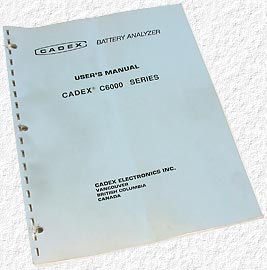 CADEX BATTERY ANALYZER
USER'S MANUAL
CADEX® C6000 SERIES
CADEX ELECTRONICS INC.
VANCOUVER
BRITISH COLUMBIA
CANADA